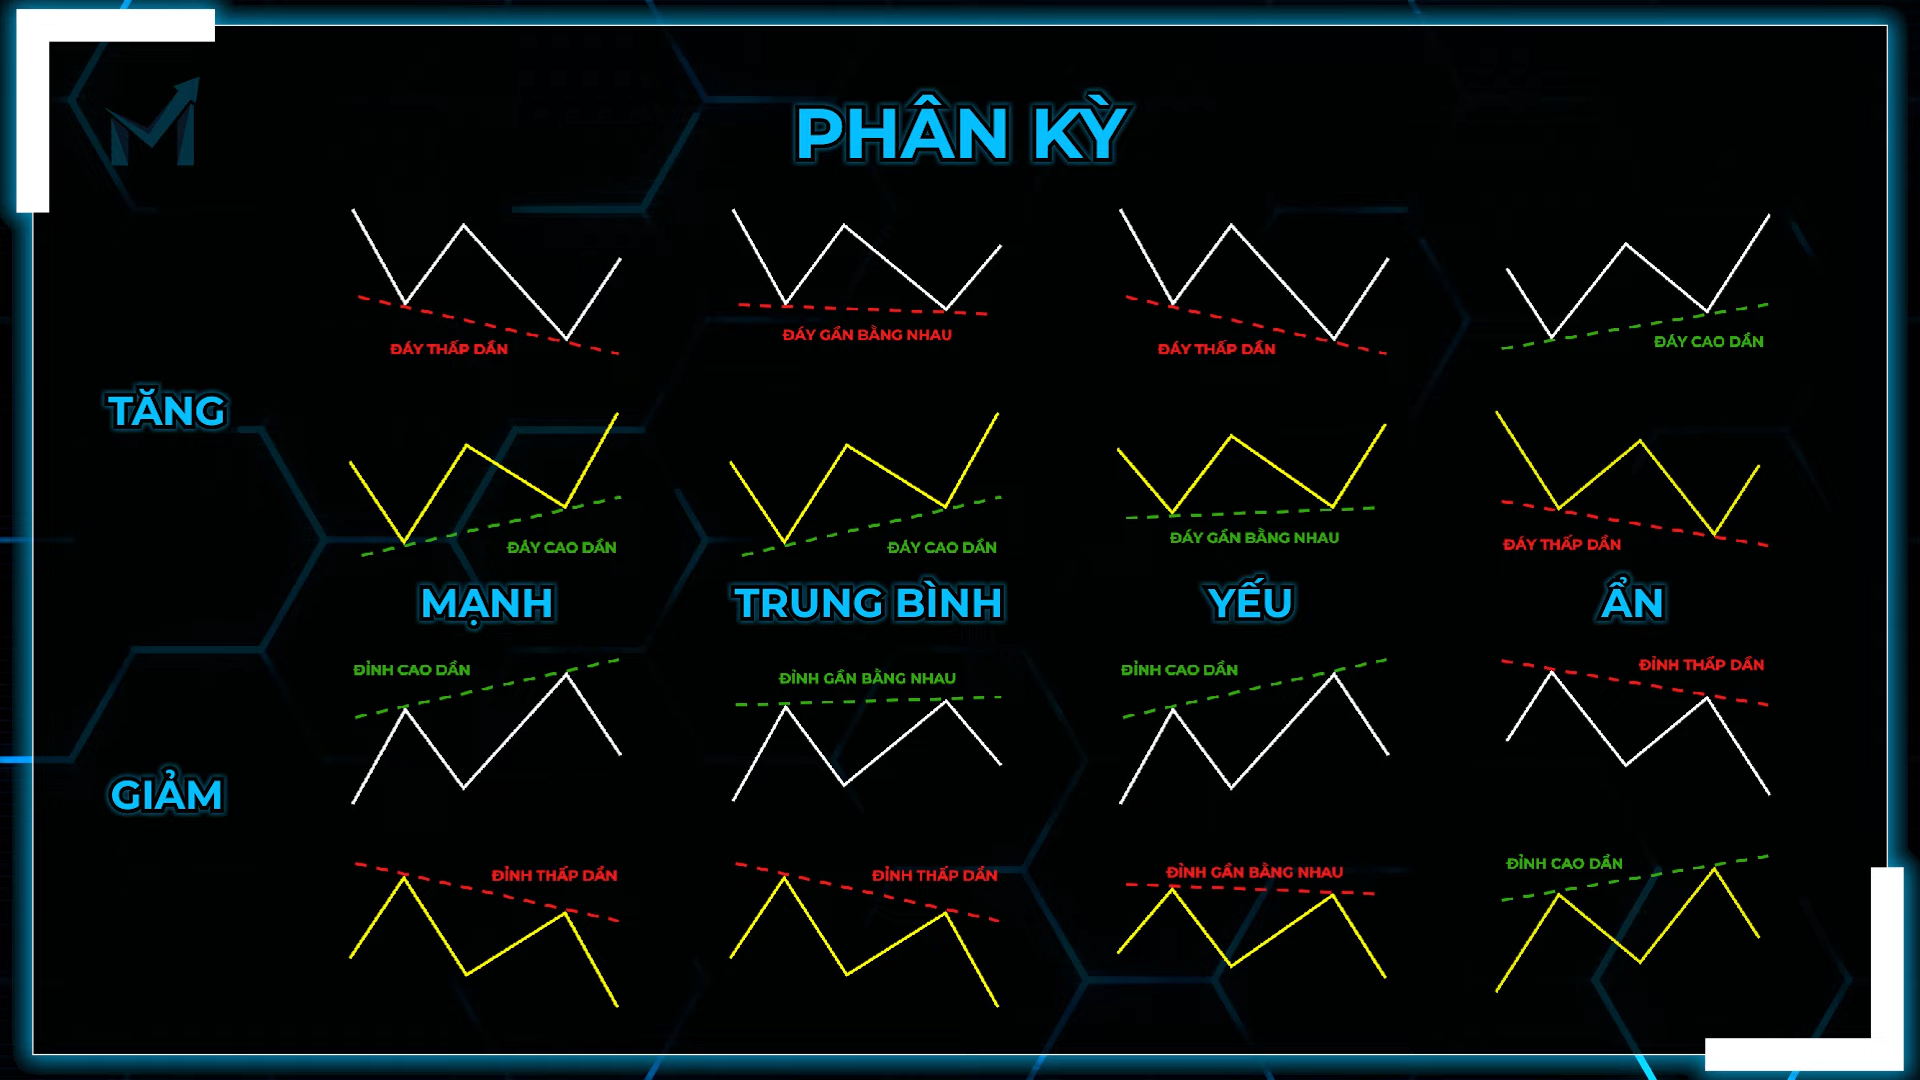 PHÂN KỲ
ĐÁY THẤP DẦN
ĐÁY GẦN BẰNG NHAU
ĐÁY THẤP DẦN
ĐÁY CAO DẦN
TĂNG
ĐÁY CAO DẦN
ĐÁY CAO DẦN
ĐÁY GẦN BẰNG NHAU
ĐÁY THẤP DẦN
MẠNH
TRUNG BÌNH
YẾU
ẨN
ĐỈNH CAO DẦN
ĐỈNH GẦN BẰNG NHAU
ĐỈNH CAO DẦN
ĐỈNH THẤP DẦN
GIẢM
ĐỈNH THẤP DẦN
ĐỈNH THẤP DẦN
ĐỈNH GẦN BẰNG NHAU
ĐỈNH CAO DẦN